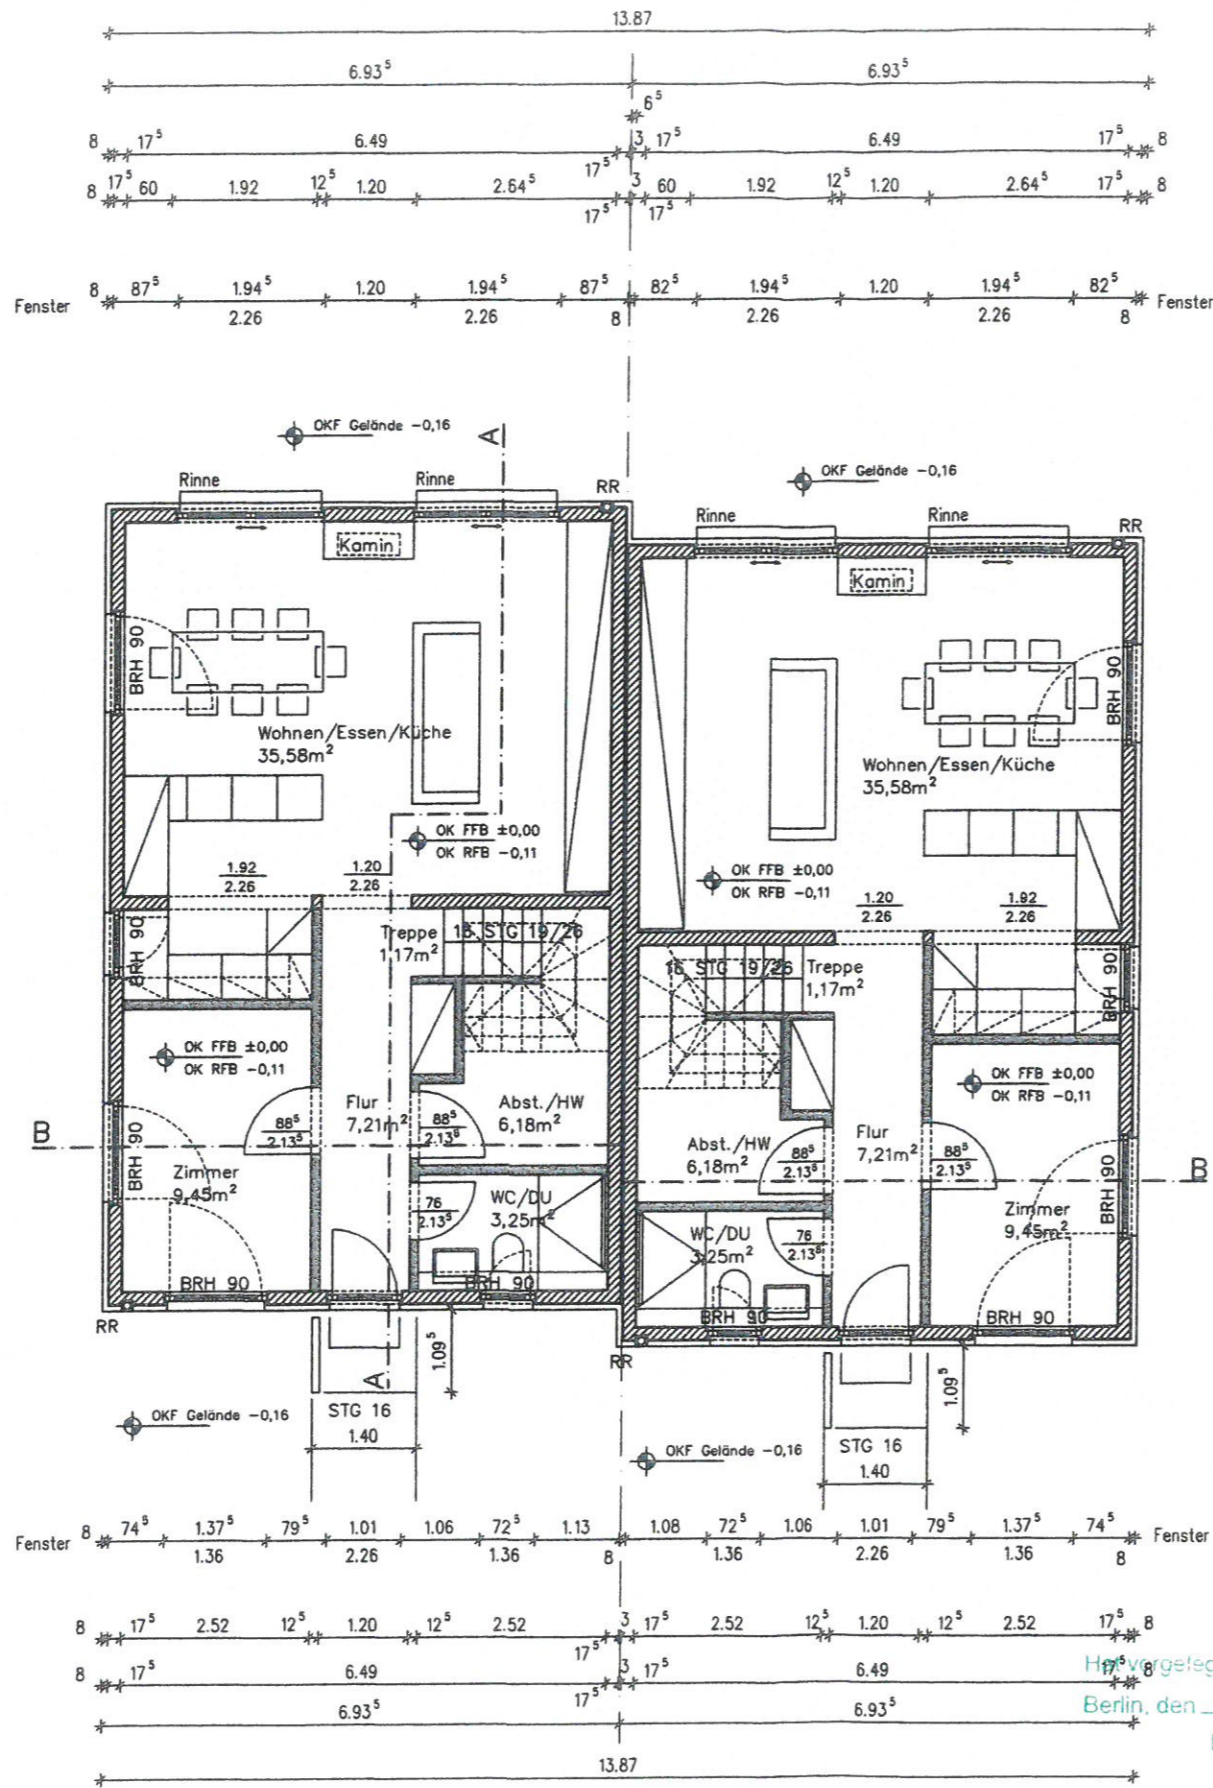 13.87
6.93⁵ 6.93⁵
6⁵
8 17⁵ 6.49 17⁵ 3 17⁵ 6.49 17⁵ 8
8 17⁵ 60 1.92 12⁵ 1.20 2.64⁵ 17⁵ 3 17⁵ 60 1.92 12⁵ 1.20 2.64⁵ 17⁵ 8
Fenster 8 87⁵ 1.94⁵ 1.20 1.94⁵ 87⁵ 82⁵ 1.94⁵ 1.20 1.94⁵ 82⁵ Fenster
2.26 2.26 8 2.26 2.26 8
OKF Gelände -0,16
A
OKF Gelände -0,16
Rinne
Rinne
RR
Rinne
Rinne
RR
Kamin
Kamin
BRH 90
BRH 90
Wohnen/Essen/Küche
35,58m²
Wohnen/Essen/Küche
35,58m²
OK FFB ±0,00
OK RFB -0,11
OK FFB ±0,00
OK RFB -0,11
1.92
2.26
1.20
2.26
1.20
2.26
1.92
2.26
BRH 90
Treppe
1,17m²
16 STG 19/26
16 STG 19/26
Treppe
1,17m²
BRH 90
OK FFB ±0,00
OK RFB -0,11
OK FFB ±0,00
OK RFB -0,11
B
BRH 90
Zimmer
9,45m²
88⁵
2.13⁵
Flur
7,21m²
88⁵
2.13⁵
Abst./HW
6,18m²
Abst./HW
6,18m²
88⁵
2.13⁵
Flur
7,21m²
88⁵
2.13⁵
Zimmer
9,45m²
BRH 90
B
76
2.13⁵
WC/DU
3,25m²
WC/DU
3,25m²
76
2.13⁵
BRH 90
BRH 90
BRH 90
BRH 90
RR
RR
A
1.09⁵
1.09⁵
OKF Gelände -0,16
STG 16
1.40
OKF Gelände -0,16
STG 16
1.40
Fenster 8 74⁵ 1.37⁵ 79⁵ 1.01 1.06 72⁵ 1.13 1.08 72⁵ 1.06 1.01 79⁵ 1.37⁵ 74⁵ Fenster
1.36 2.26 1.36 8 1.36 2.26 1.36 8
8 17⁵ 2.52 12⁵ 1.20 12⁵ 2.52 17⁵ 3 17⁵ 2.52 12⁵ 1.20 12⁵ 2.52 17⁵ 8
8 17⁵ 6.49 17⁵ 3 17⁵ 6.49 17⁵ 8
Hat vorgeleg
6.93⁵ 6.93⁵
Berlin, den
13.87